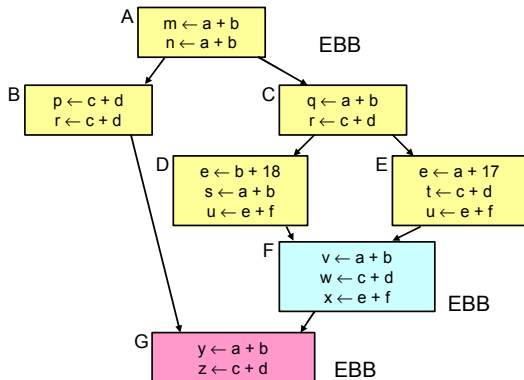 A
m ← a + b
n ← a + b
EBB
B
p ← c + d
r ← c + d
C
q ← a + b
r ← c + d
D
e ← b + 18
s ← a + b
u ← e + f
E
e ← a + 17
t ← c + d
u ← e + f
F
v ← a + b
w ← c + d
x ← e + f
EBB
G
y ← a + b
z ← c + d
EBB